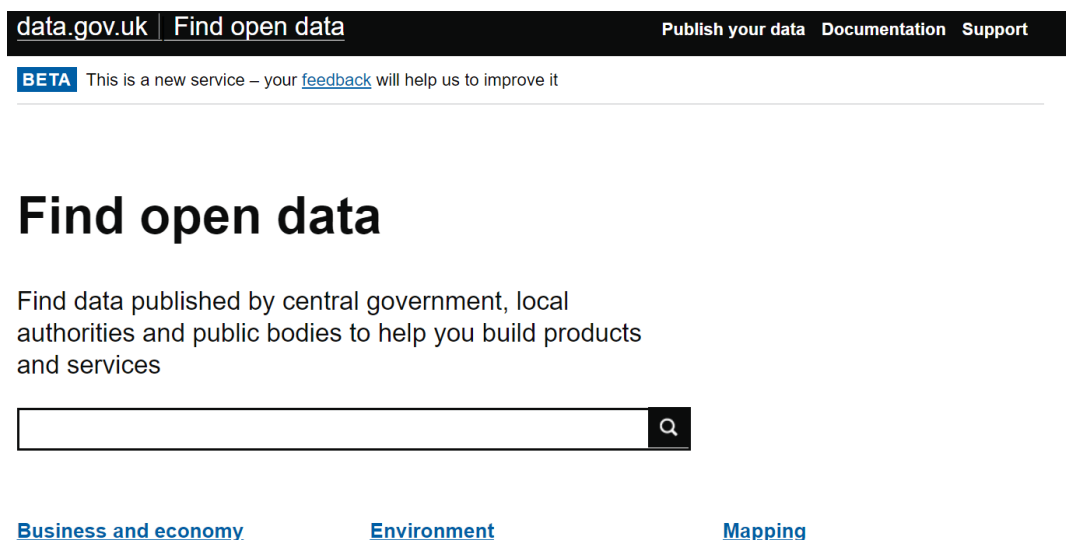 data.gov.uk | Find open data Publish your data Documentation Support
BETA This is a new service – your feedback will help us to improve it
Find open data
Find data published by central government, local
authorities and public bodies to help you build products
and services
Business and economy Environment Mapping